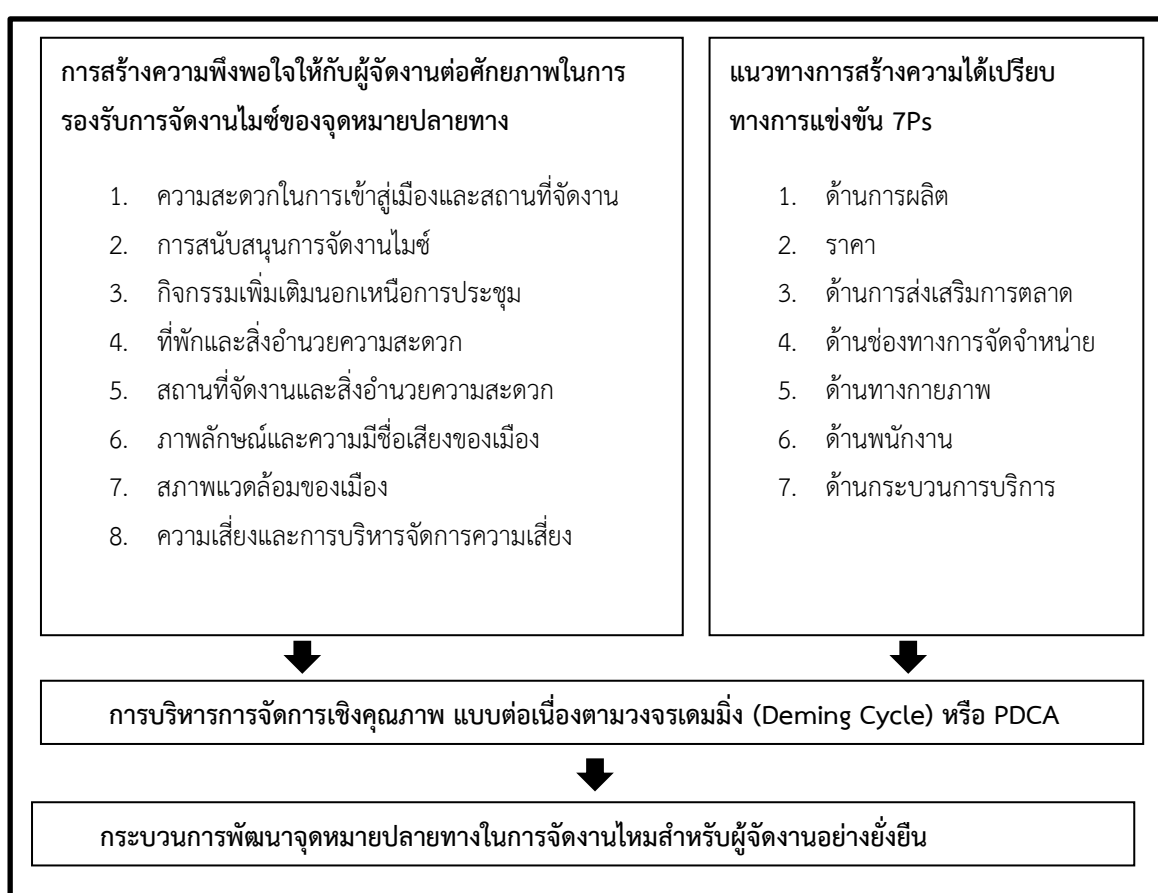 การสร้างความพึงพอใจให้กับผู้จัดงานต่อศักยภาพในการ
รองรับการจัดงานไมซ์ของจุดหมายปลายทาง
1. ความสะดวกในการเข้าสู่เมืองและสถานที่จัดงาน
2. การสนับสนุนการจัดงานไมซ์
3. กิจกรรมเพิ่มเติมนอกเหนือการประชุม
4. ที่พักและสิ่งอำนวยความสะดวก
5. สถานที่จัดงานและสิ่งอำนวยความสะดวก
6. ภาพลักษณ์และความมีชื่อเสียงของเมือง
7. สภาพแวดล้อมของเมือง
8. ความเสี่ยงและการบริหารจัดการความเสี่ยง
แนวทางการสร้างความได้เปรียบ
ทางการแข่งขัน 7Ps
1. ด้านการผลิต
2. ราคา
3. ด้านการส่งเสริมการตลาด
4. ด้านช่องทางการจัดจำหน่าย
5. ด้านทางกายภาพ
6. ด้านพนักงาน
7. ด้านกระบวนการบริการ
การบริหารการจัดการเชิงคุณภาพ แบบต่อเนื่องตามวงจรเดมมิ่ง (Deming Cycle) หรือ PDCA
กระบวนการพัฒนาจุดหมายปลายทางในการจัดงานไหมสำหรับผู้จัดงานอย่างยั่งยืน